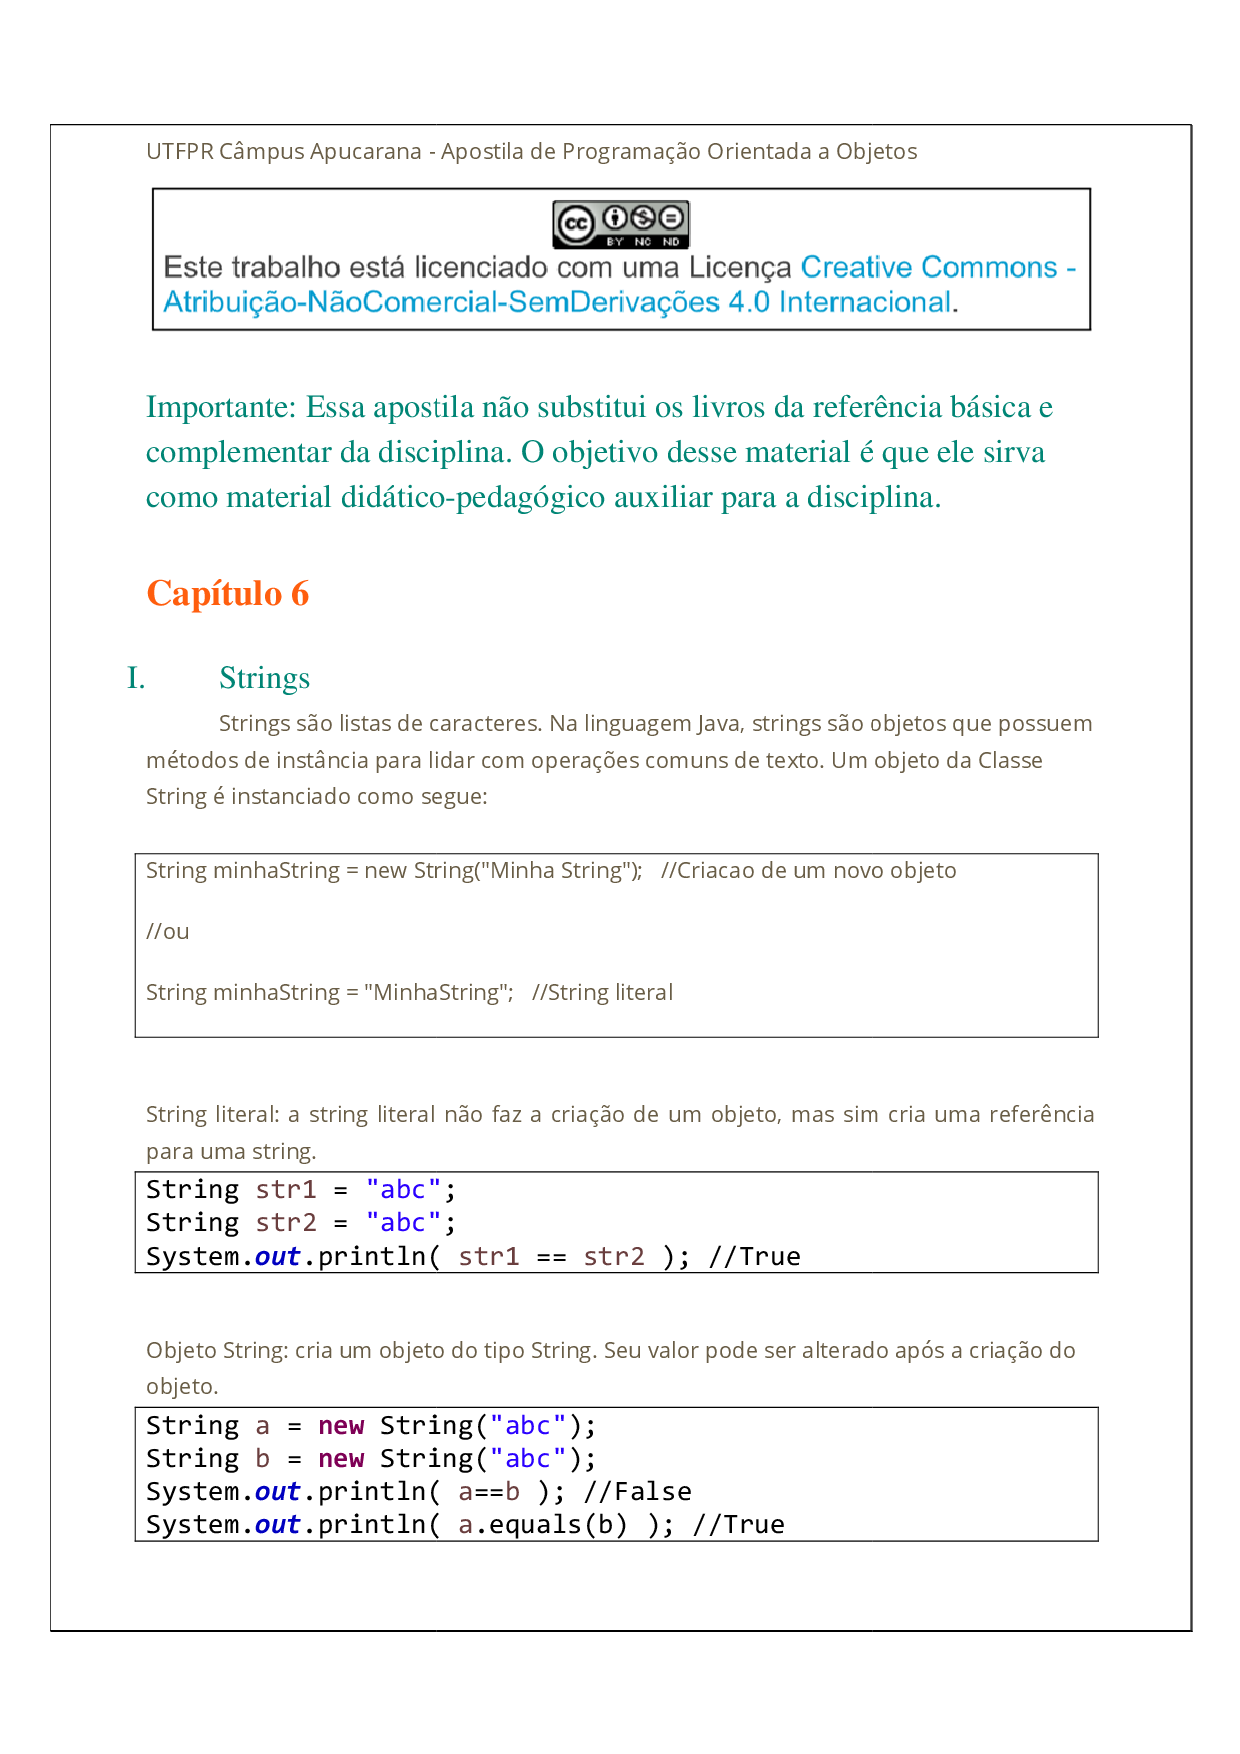 UTFPR Câmpus Apucarana - Apostila de Programação Orientada a Objetos
cc
BY NC ND
Este trabalho está licenciado com uma Licença Creative Commons -
Atribuição-NãoComercial-SemDerivações 4.0 Internacional.
Importante: Essa apostila não substitui os livros da referência básica e
complementar da disciplina. O objetivo desse material é que ele sirva
como material didático-pedagógico auxiliar para a disciplina.
Capítulo 6
I. Strings
Strings são listas de caracteres. Na linguagem Java, strings são objetos que possuem
métodos de instância para lidar com operações comuns de texto. Um objeto da Classe
String é instanciado como segue:
String minhaString = new String("Minha String");   //Criacao de um novo objeto
//ou
String minhaString = "MinhaString";   //String literal
String literal: a string literal não faz a criação de um objeto, mas sim cria uma referência
para uma string.
String str1 = "abc";
String str2 = "abc";
System.out.println( str1 == str2 ); //True
Objeto String: cria um objeto do tipo String. Seu valor pode ser alterado após a criação do
objeto.
String a = new String("abc");
String b = new String("abc");
System.out.println( a==b ); //False
System.out.println( a.equals(b) ); //True